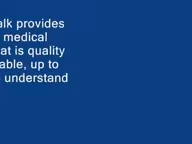 alk provides
medical
at is quality
able, up to
understand